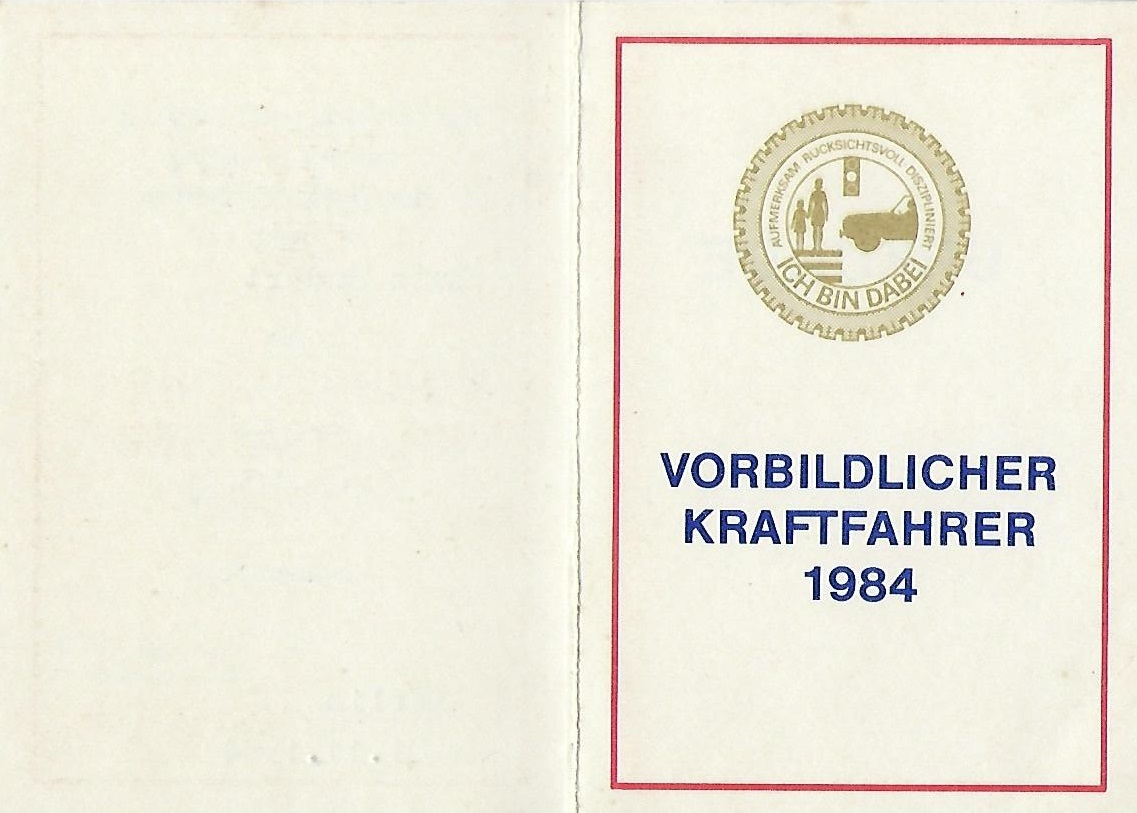 AUFMERKSAM RÜCKSICHTSVOLL DISZIPLINIERT
ICH BIN DABEI
VORBILDLICHER
KRAFTFAHRER
1984